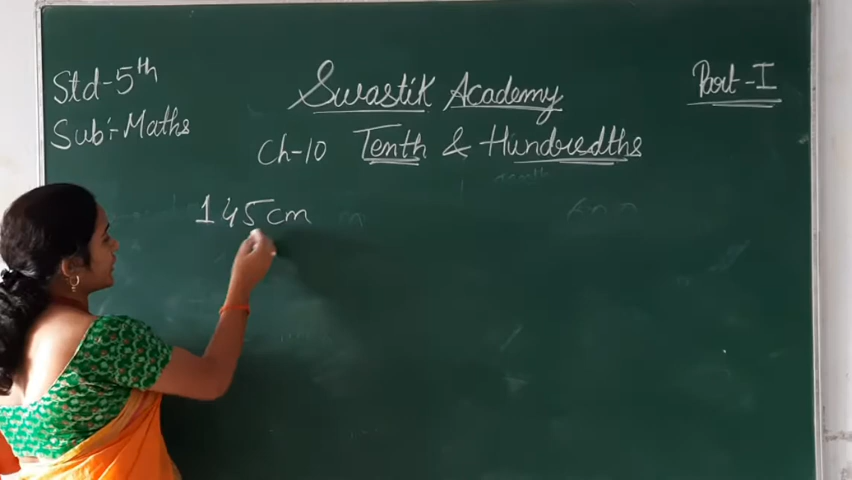 Std-5th
Swastik Academy
Part-I
Sub:-Maths
Ch-10 Tenth & Hundredths
145cm